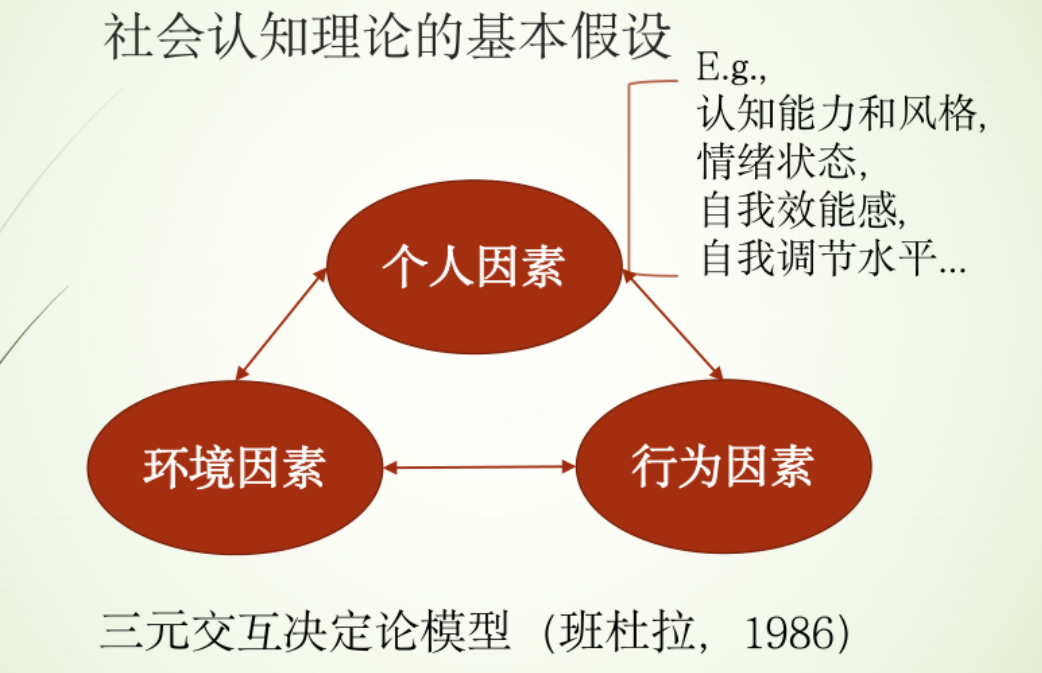 社会认知理论的基本假设
E.g.,
认知能力和风格,
情绪状态,
自我效能感,
自我调节水平...
个人因素
环境因素
行为因素
三元交互决定论模型（班杜拉，1986）